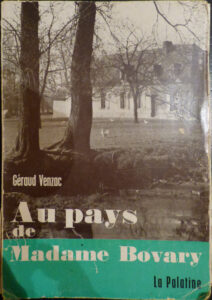 Géraud Venzac
Au pays
de
Madame Bovary
La Palatine